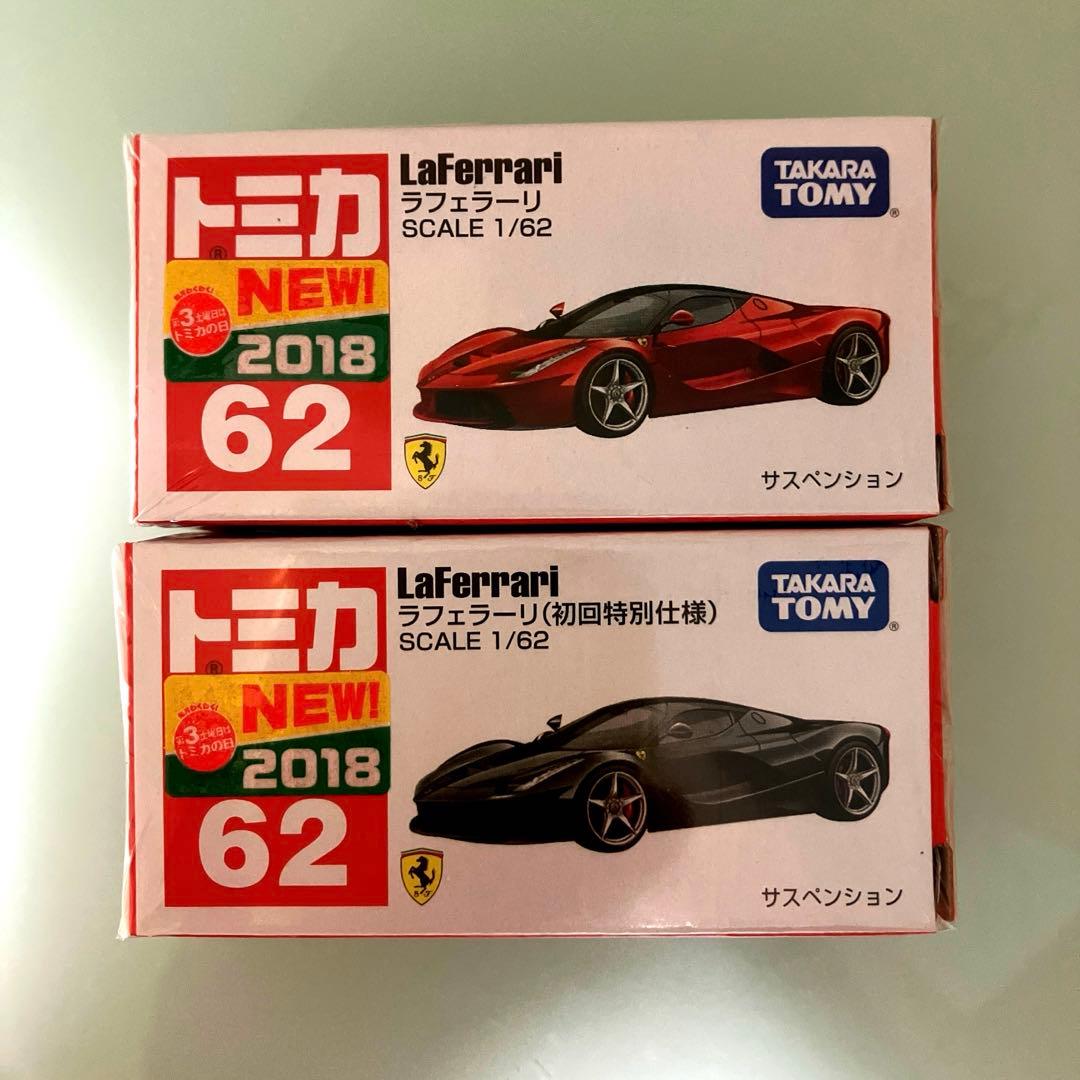 トミカ
®
LaFerrari
ラフェラーリ
SCALE 1/62
TAKARA
TOMY
®
NEW!
第3土曜日は
トミカの日
2018
62
サスペンション
トミカ
®
LaFerrari
ラフェラーリ(初回特別仕様)
SCALE 1/62
TAKARA
TOMY
®
NEW!
第3土曜日は
トミカの日
2018
62
サスペンション